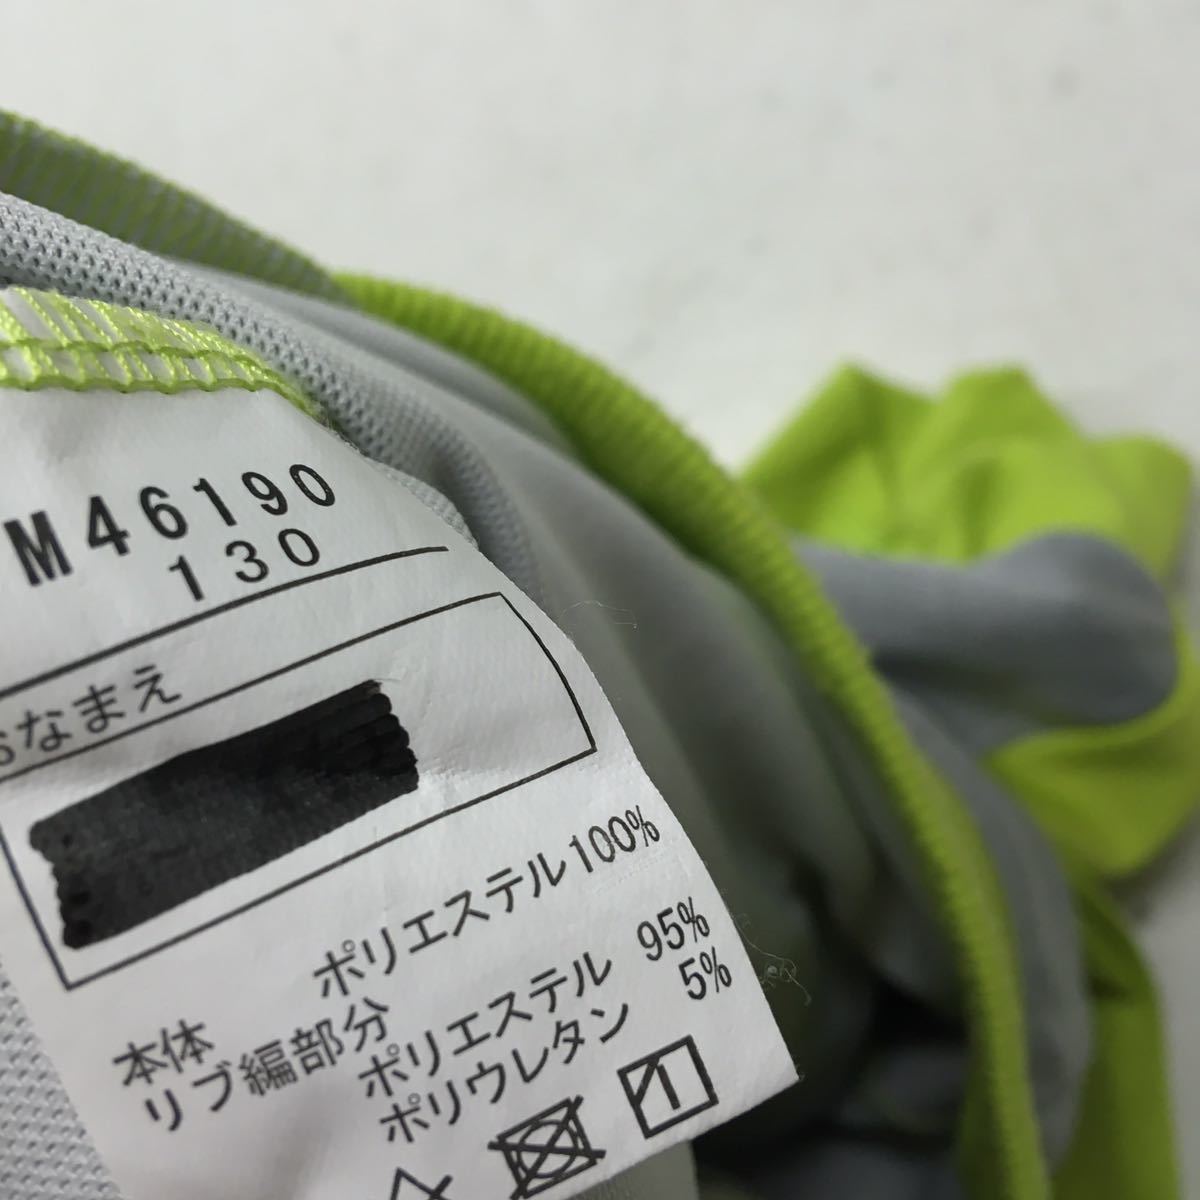 M46190
130
おなまえ
本体
ポリエステル100%
リブ編部分
ポリエステル 95%
ポリウレタン 5%